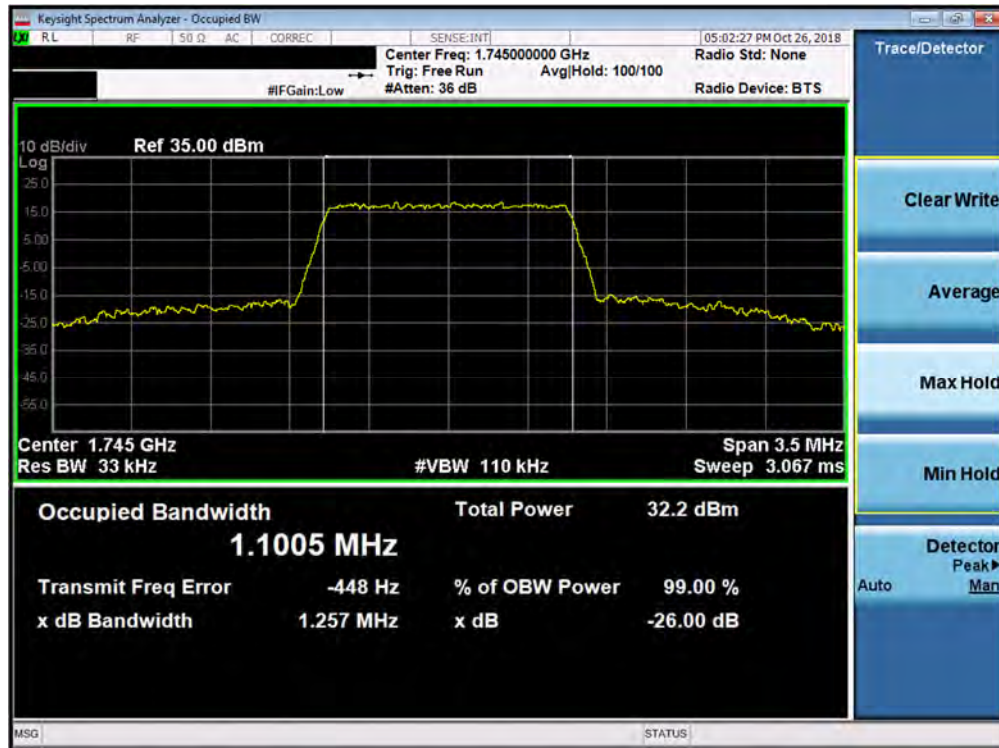 Keysight Spectrum Analyzer - Occupied BW
LXI RL RF 50 Ω AC CORREC SENSE:INT 05:02:27 PM Oct 26, 2018
Center Freq: 1.745000000 GHz Radio Std: None
Trig: Free Run Avg|Hold: 100/100
#IFGain:Low #Atten: 36 dB Radio Device: BTS
Trace/Detector
10 dB/div Ref 35.00 dBm
Log
25.0
15.0
5.00
-5.00
-15.0
-25.0
-35.0
-45.0
-55.0
Center 1.745 GHz Span 3.5 MHz
Res BW 33 kHz #VBW 110 kHz Sweep 3.067 ms
Clear Write
Average
Max Hold
Min Hold
Detector
Peak▶
Auto Man
Occupied Bandwidth Total Power 32.2 dBm
1.1005 MHz
Transmit Freq Error -448 Hz % of OBW Power 99.00 %
x dB Bandwidth 1.257 MHz x dB -26.00 dB
MSG STATUS